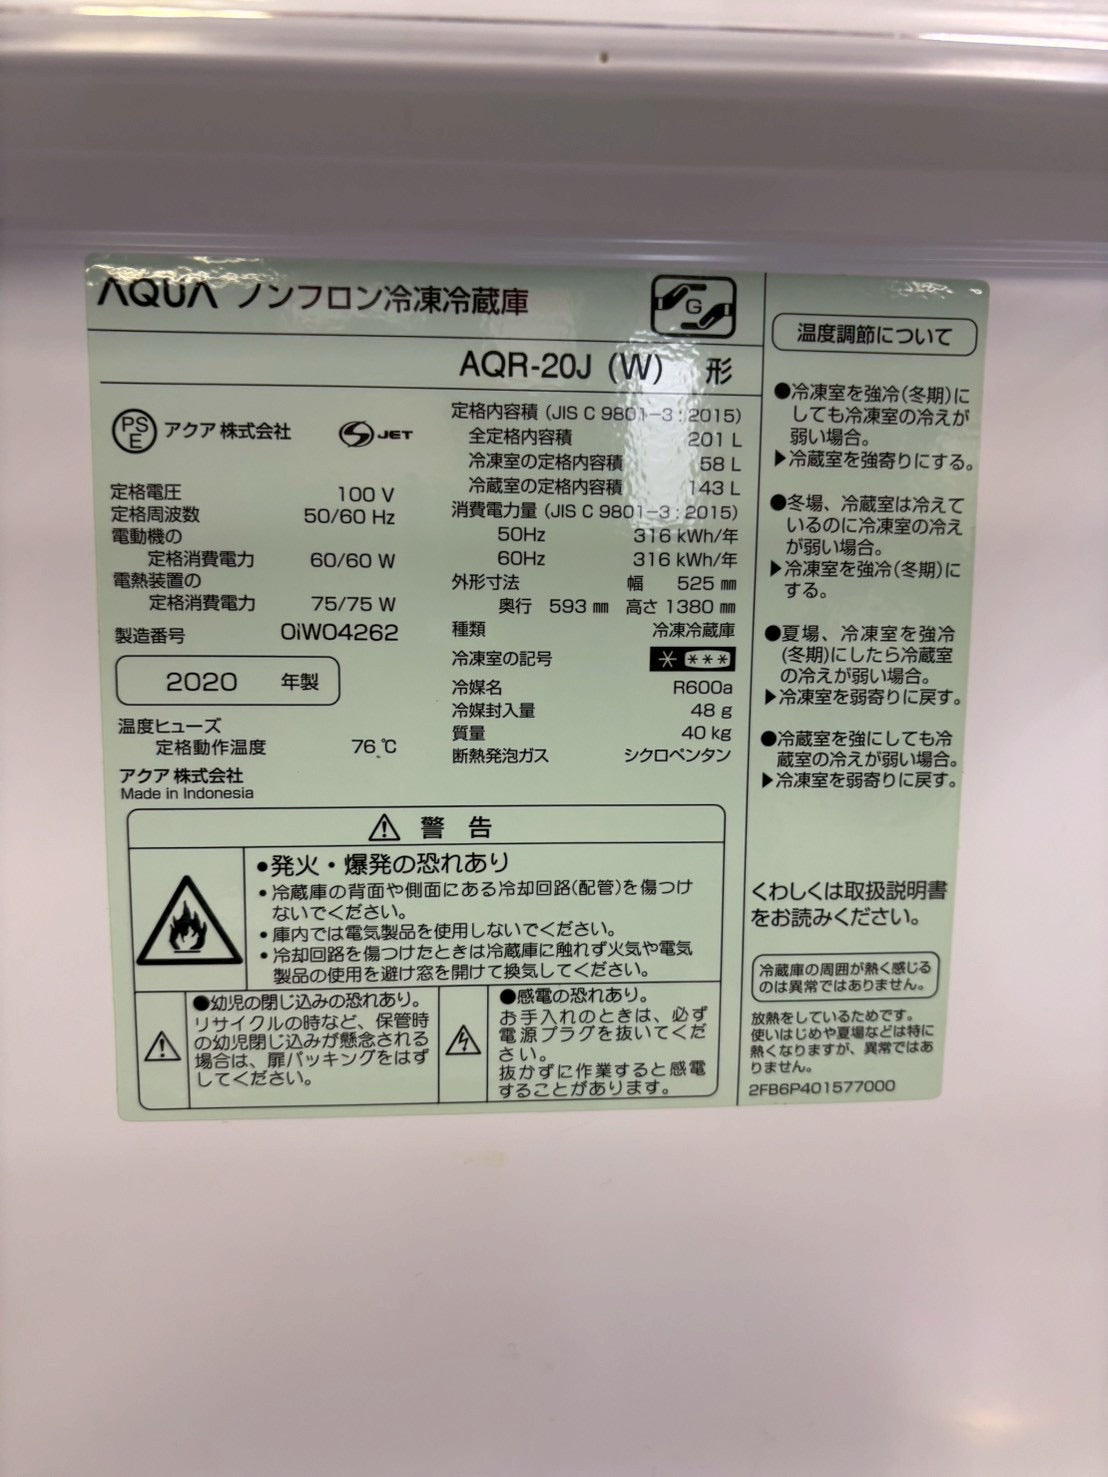 AQUA ノンフロン冷凍冷蔵庫
G
AQR-20J (W) 形
PS
E
アクア 株式会社
JET
定格電圧 100 V
定格周波数 50/60 Hz
電動機の
定格消費電力 60/60 W
電熱装置の
定格消費電力 75/75 W
製造番号 0iW04262
2020 年製
温度ヒューズ
定格動作温度 76 ℃
アクア 株式会社
Made in Indonesia
定格内容積 (JIS C 9801-3 : 2015)
全定格内容積 201 L
冷凍室の定格内容積 58 L
冷蔵室の定格内容積 143 L
消費電力量 (JIS C 9801-3 : 2015)
50Hz 316 kWh/年
60Hz 316 kWh/年
外形寸法 幅 525 ㎜
奥行 593 ㎜ 高さ 1380 ㎜
種類 冷凍冷蔵庫
冷凍室の記号
冷媒名 R600a
冷媒封入量 48 g
質量 40 kg
断熱発泡ガス シクロペンタン
警 告
●発火・爆発の恐れあり
●冷蔵庫の背面や側面にある冷却回路(配管)を傷つけ
ないでください。
●庫内では電気製品を使用しないでください。
●冷却回路を傷つけたときは冷蔵庫に触れず火気や電気
製品の使用を避け窓を開けて換気してください。
●幼児の閉じ込みの恐れあり。
リサイクルの時など、保管時
の幼児閉じ込みが懸念される
場合は、扉パッキングをはず
してください。
●感電の恐れあり。
お手入れのときは、必ず
電源プラグを抜いてくだ
さい。
抜かずに作業すると感電
することがあります。
温度調節について
●冷凍室を強冷(冬期)に
しても冷凍室の冷えが
弱い場合。
▶冷蔵室を強寄りにする。
●冬場、冷蔵室は冷えて
いるのに冷凍室の冷え
が弱い場合。
▶冷凍室を強冷(冬期)に
する。
●夏場、冷凍室を強冷
(冬期)にしたら冷蔵室
の冷えが弱い場合。
▶冷凍室を弱寄りに戻す。
●冷蔵室を強にしても冷
蔵室の冷えが弱い場合。
▶冷凍室を弱寄りに戻す。
くわしくは取扱説明書
をお読みください。
冷蔵庫の周囲が熱く感じる
のは異常ではありません。
放熱をしているためです。
使いはじめや夏場などは特に
熱くなりますが、異常ではあ
りません。
2FB6P401577000